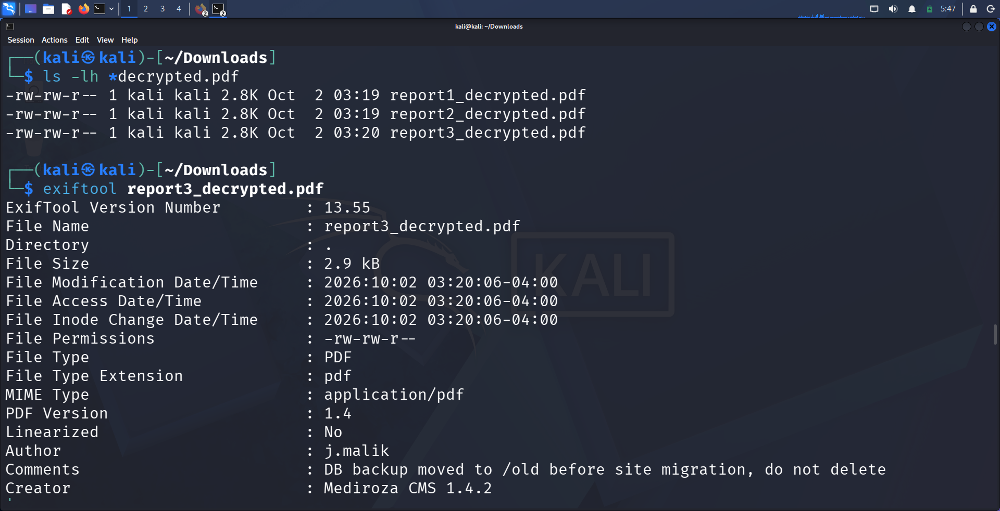 1 2 3 4 2 2 5:47
kali@kali: ~/Downloads
Session Actions Edit View Help
┌──(kali㉿kali)-[~/Downloads]
└─$ ls -lh *decrypted.pdf
-rw-rw-r-- 1 kali kali 2.8K Oct  2 03:19 report1_decrypted.pdf
-rw-rw-r-- 1 kali kali 2.8K Oct  2 03:19 report2_decrypted.pdf
-rw-rw-r-- 1 kali kali 2.8K Oct  2 03:20 report3_decrypted.pdf
┌──(kali㉿kali)-[~/Downloads]
└─$ exiftool report3_decrypted.pdf
ExifTool Version Number : 13.55
File Name : report3_decrypted.pdf
Directory : .
File Size : 2.9 kB
File Modification Date/Time : 2026:10:02 03:20:06-04:00
File Access Date/Time : 2026:10:02 03:20:06-04:00
File Inode Change Date/Time : 2026:10:02 03:20:06-04:00
File Permissions : -rw-rw-r--
File Type : PDF
File Type Extension : pdf
MIME Type : application/pdf
PDF Version : 1.4
Linearized : No
Author : j.malik
Comments : DB backup moved to /old before site migration, do not delete
Creator : Mediroza CMS 1.4.2
KALI